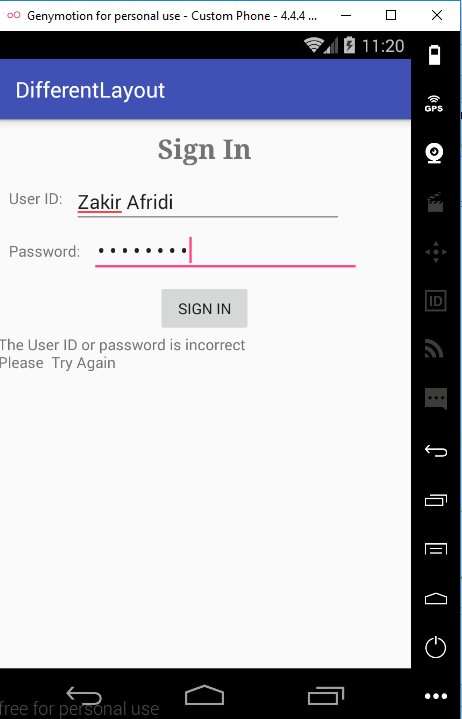 Genymotion for personal use - Custom Phone - 4.4.4 ...
11:20
DifferentLayout
GPS
Sign In
User ID: Zakir Afridi
Password: ••••••••
ID
SIGN IN
The User ID or password is incorrect
Please  Try Again
free for personal use